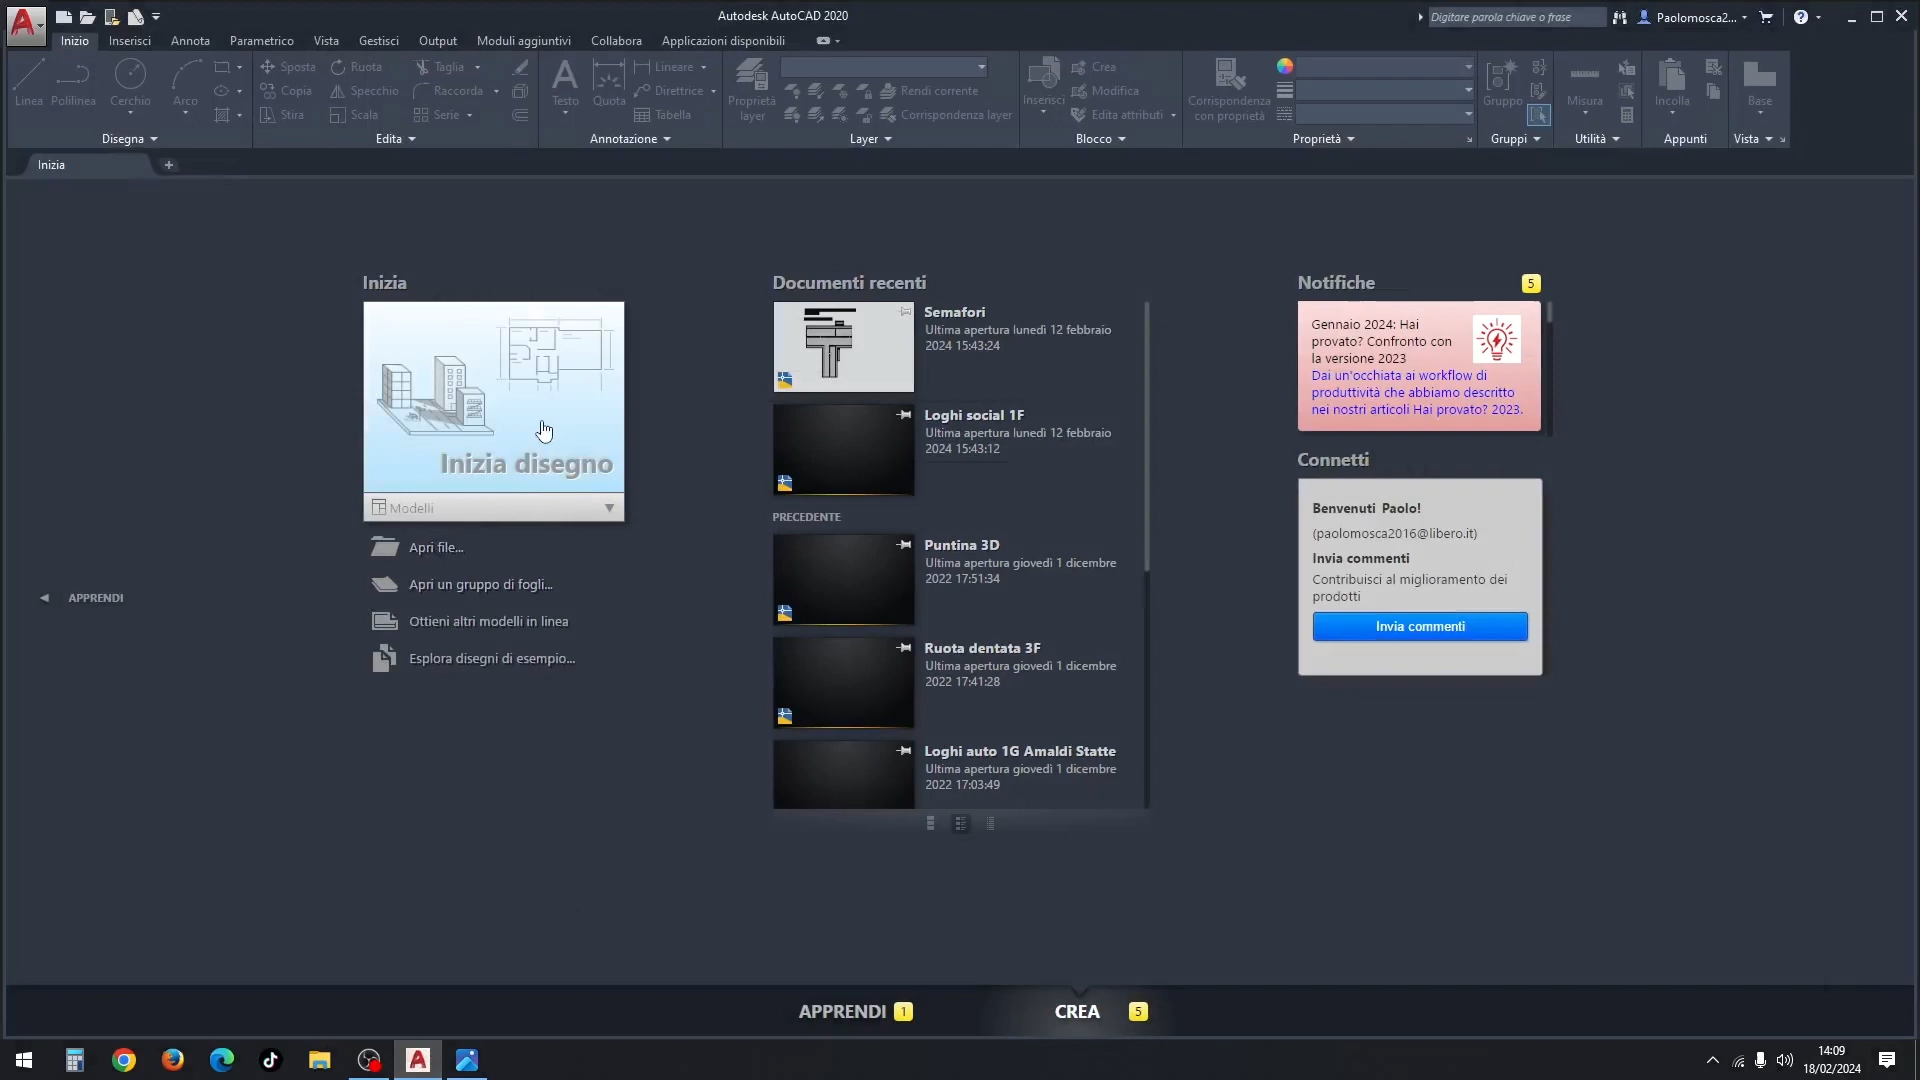 Autodesk AutoCAD 2020
Digitare parola chiave o frase
Paolomosca2...
Inizio
Inserisci
Annota
Parametrico
Vista
Gestisci
Output
Moduli aggiuntivi
Collabora
Applicazioni disponibili
Linea
Polilinea
Cerchio
Arco
Disegna
Sposta
Ruota
Taglia
Copia
Specchio
Raccorda
Stira
Scala
Serie
Edita
Testo
Quota
Lineare
Direttrice
Tabella
Annotazione
Proprietà
layer
Rendi corrente
Corrispondenza layer
Layer
Inserisci
Crea
Modifica
Edita attributi
Blocco
Corrispondenza
con proprietà
Proprietà
Gruppo
Gruppi
Misura
Utilità
Incolla
Appunti
Base
Vista
Inizia
Inizia
Inizia disegno
Modelli
Apri file...
Apri un gruppo di fogli...
Ottieni altri modelli in linea
Esplora disegni di esempio...
APPRENDI
Documenti recenti
Semafori
Ultima apertura lunedì 12 febbraio
2024 15:43:24
Loghi social 1F
Ultima apertura lunedì 12 febbraio
2024 15:43:12
PRECEDENTE
Puntina 3D
Ultima apertura giovedì 1 dicembre
2022 17:51:34
Ruota dentata 3F
Ultima apertura giovedì 1 dicembre
2022 17:41:28
Loghi auto 1G Amaldi Statte
Ultima apertura giovedì 1 dicembre
2022 17:03:49
Notifiche
5
Gennaio 2024: Hai
provato? Confronto con
la versione 2023
Dai un'occhiata ai workflow di
produttività che abbiamo descritto
nei nostri articoli Hai provato? 2023.
Connetti
Benvenuti Paolo!
(paolomosca2016@libero.it)
Invia commenti
Contribuisci al miglioramento dei
prodotti
Invia commenti
APPRENDI 1
CREA 5
14:09
18/02/2024